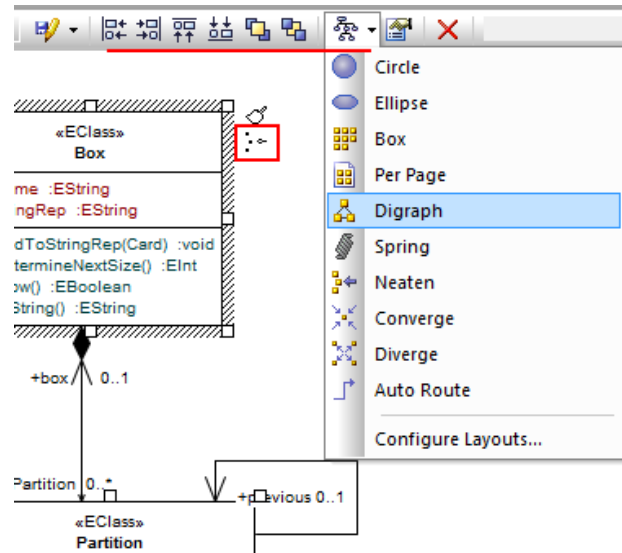 Circle
Ellipse
Box
Per Page
Digraph
Spring
Neaten
Converge
Diverge
Auto Route
Configure Layouts...
«EClass»
Box
me :EString
ngRep :EString
dToStringRep(Card) :void
termineNextSize() :EInt
ow() :EBoolean
String() :EString
+box 0..1
Partition 0..*
+previous 0..1
«EClass»
Partition